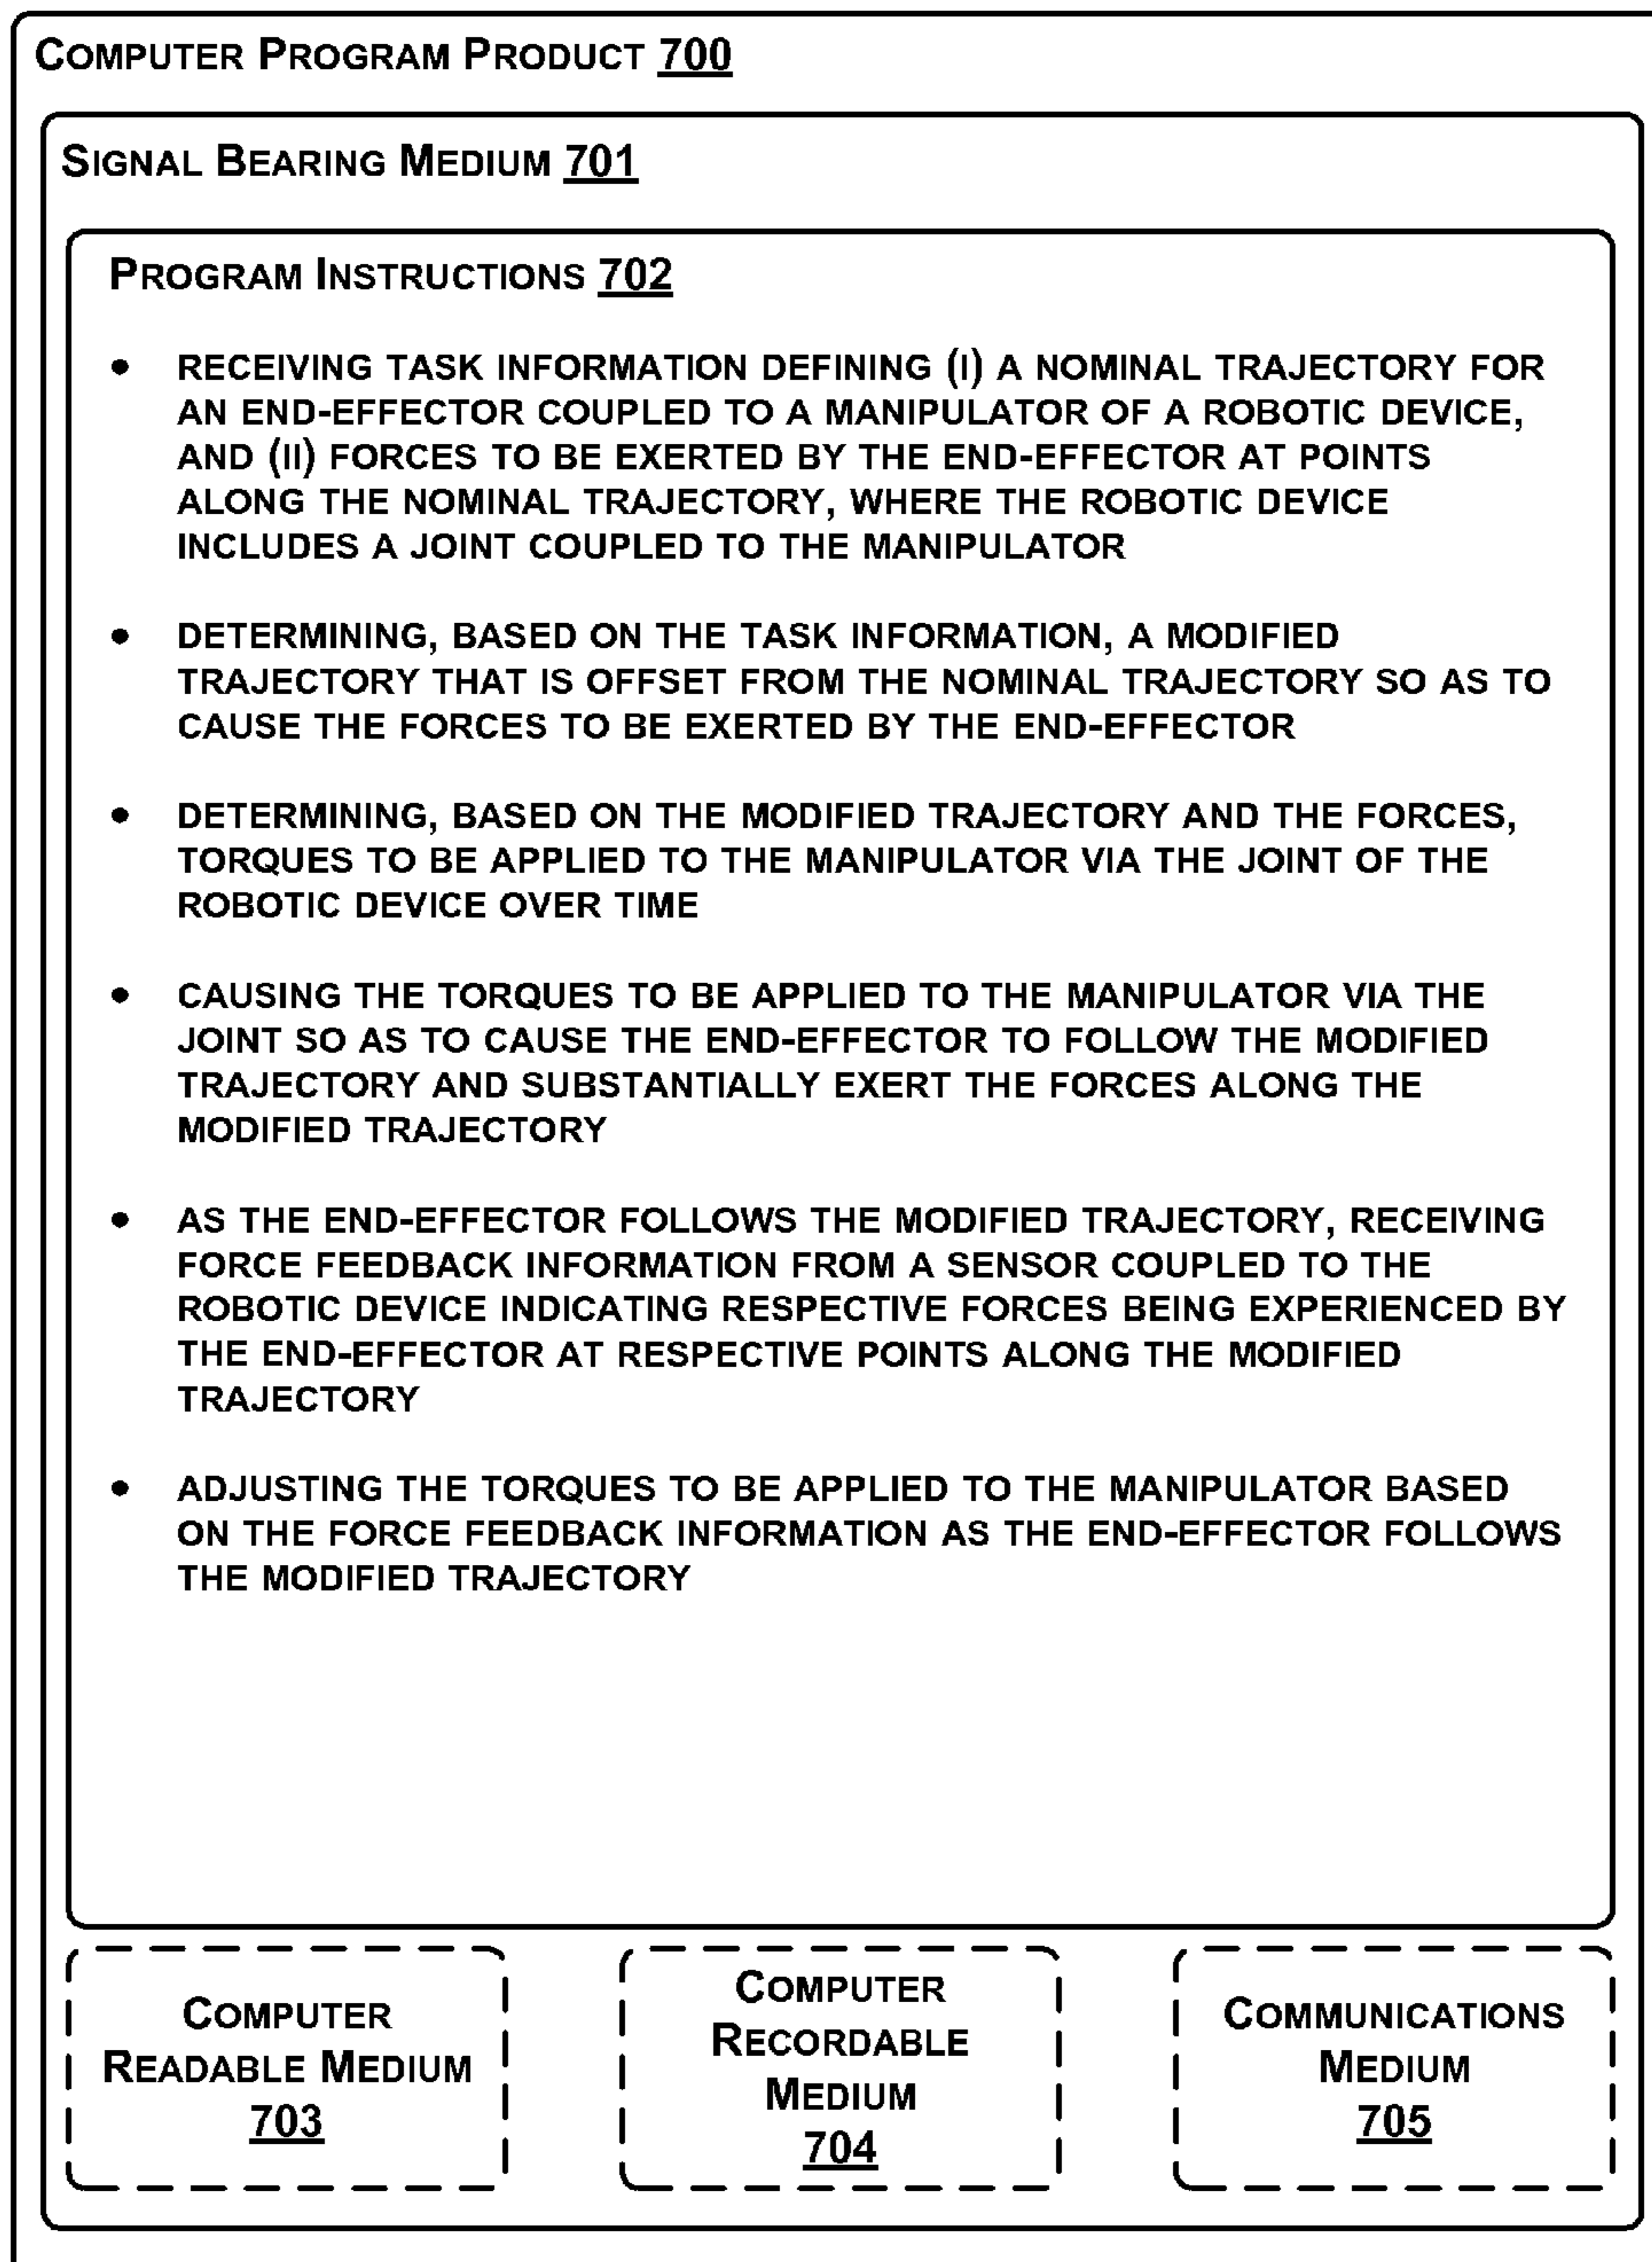 COMPUTER PROGRAM PRODUCT 700
SIGNAL BEARING MEDIUM 701
PROGRAM INSTRUCTIONS 702
• RECEIVING TASK INFORMATION DEFINING (I) A NOMINAL TRAJECTORY FOR
AN END-EFFECTOR COUPLED TO A MANIPULATOR OF A ROBOTIC DEVICE,
AND (II) FORCES TO BE EXERTED BY THE END-EFFECTOR AT POINTS
ALONG THE NOMINAL TRAJECTORY, WHERE THE ROBOTIC DEVICE
INCLUDES A JOINT COUPLED TO THE MANIPULATOR
• DETERMINING, BASED ON THE TASK INFORMATION, A MODIFIED
TRAJECTORY THAT IS OFFSET FROM THE NOMINAL TRAJECTORY SO AS TO
CAUSE THE FORCES TO BE EXERTED BY THE END-EFFECTOR
• DETERMINING, BASED ON THE MODIFIED TRAJECTORY AND THE FORCES,
TORQUES TO BE APPLIED TO THE MANIPULATOR VIA THE JOINT OF THE
ROBOTIC DEVICE OVER TIME
• CAUSING THE TORQUES TO BE APPLIED TO THE MANIPULATOR VIA THE
JOINT SO AS TO CAUSE THE END-EFFECTOR TO FOLLOW THE MODIFIED
TRAJECTORY AND SUBSTANTIALLY EXERT THE FORCES ALONG THE
MODIFIED TRAJECTORY
• AS THE END-EFFECTOR FOLLOWS THE MODIFIED TRAJECTORY, RECEIVING
FORCE FEEDBACK INFORMATION FROM A SENSOR COUPLED TO THE
ROBOTIC DEVICE INDICATING RESPECTIVE FORCES BEING EXPERIENCED BY
THE END-EFFECTOR AT RESPECTIVE POINTS ALONG THE MODIFIED
TRAJECTORY
• ADJUSTING THE TORQUES TO BE APPLIED TO THE MANIPULATOR BASED
ON THE FORCE FEEDBACK INFORMATION AS THE END-EFFECTOR FOLLOWS
THE MODIFIED TRAJECTORY
COMPUTER
READABLE MEDIUM
703
COMPUTER
RECORDABLE
MEDIUM
704
COMMUNICATIONS
MEDIUM
705